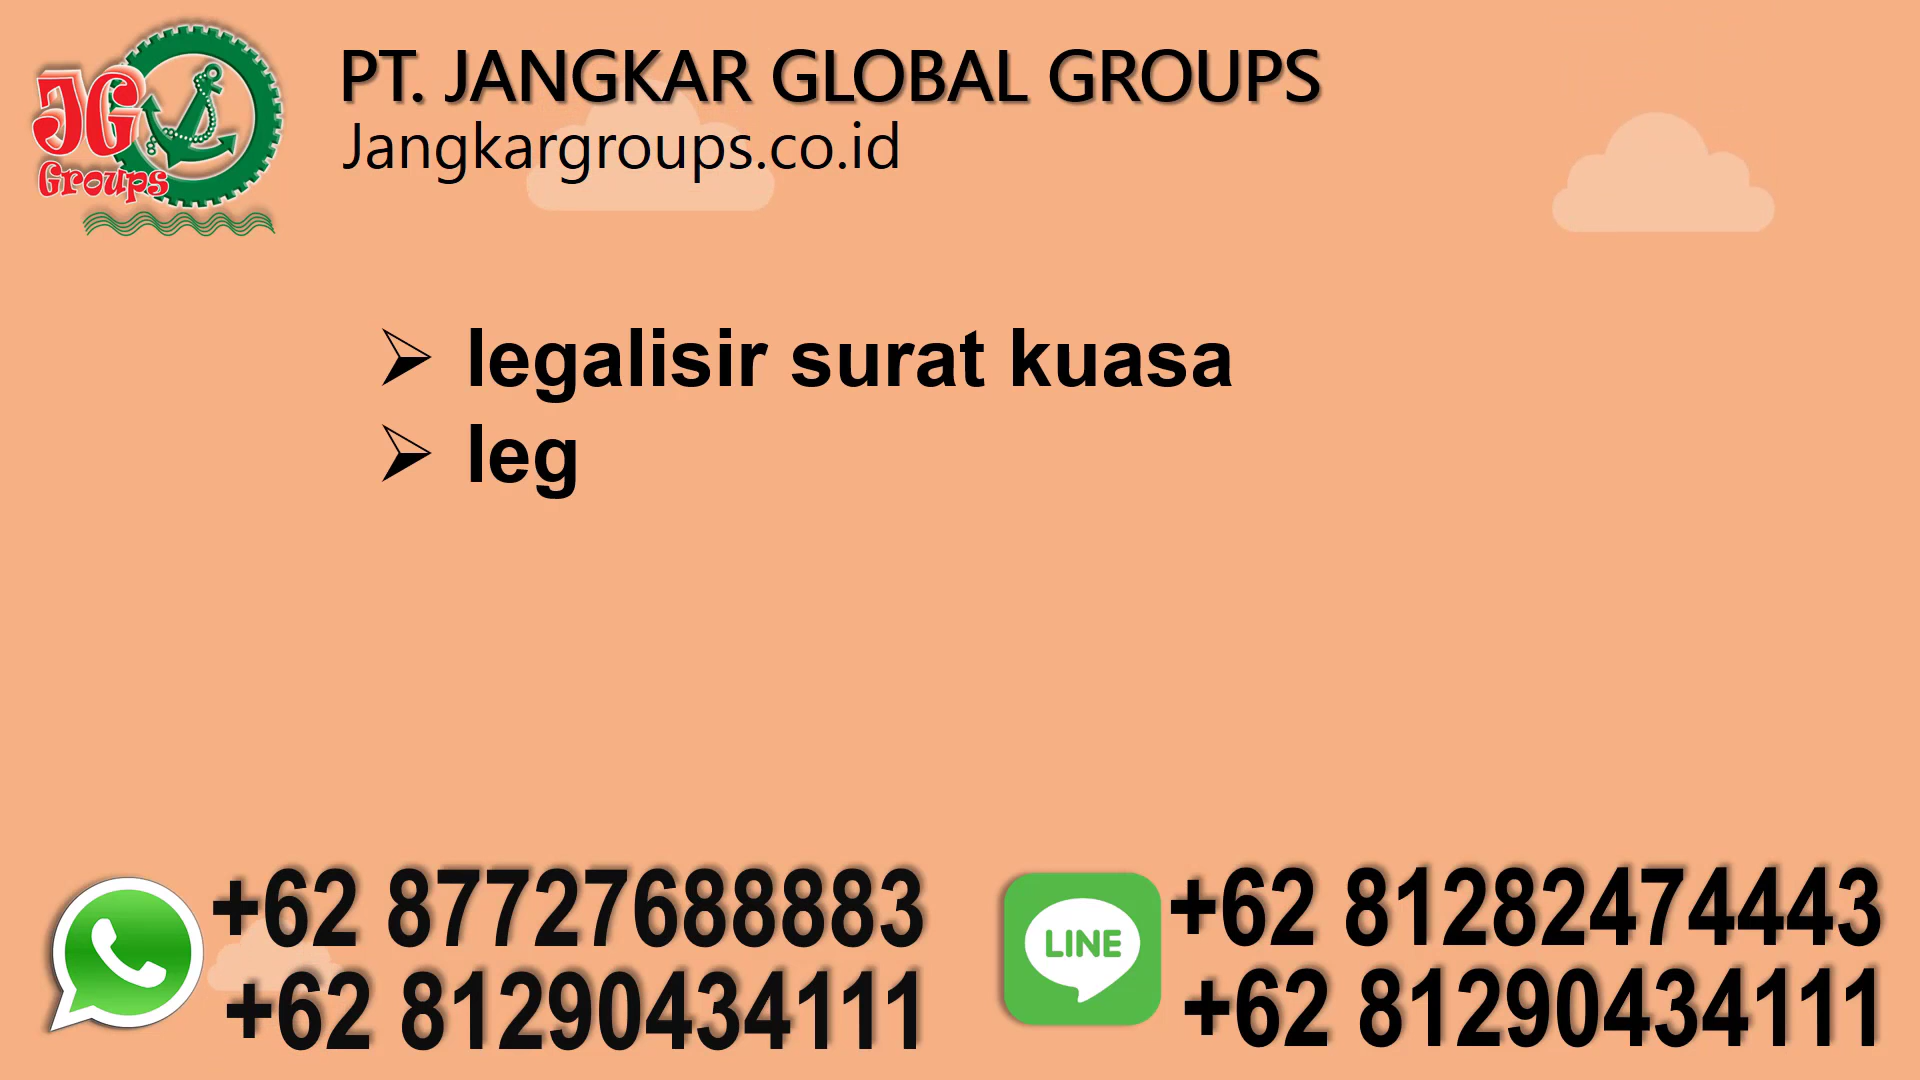 JG
Groups
PT. JANGKAR GLOBAL GROUPS
Jangkargroups.co.id
➢ legalisir surat kuasa
➢ leg
+62 87727688883
+62 81290434111
LINE
+62 81282474443
+62 81290434111